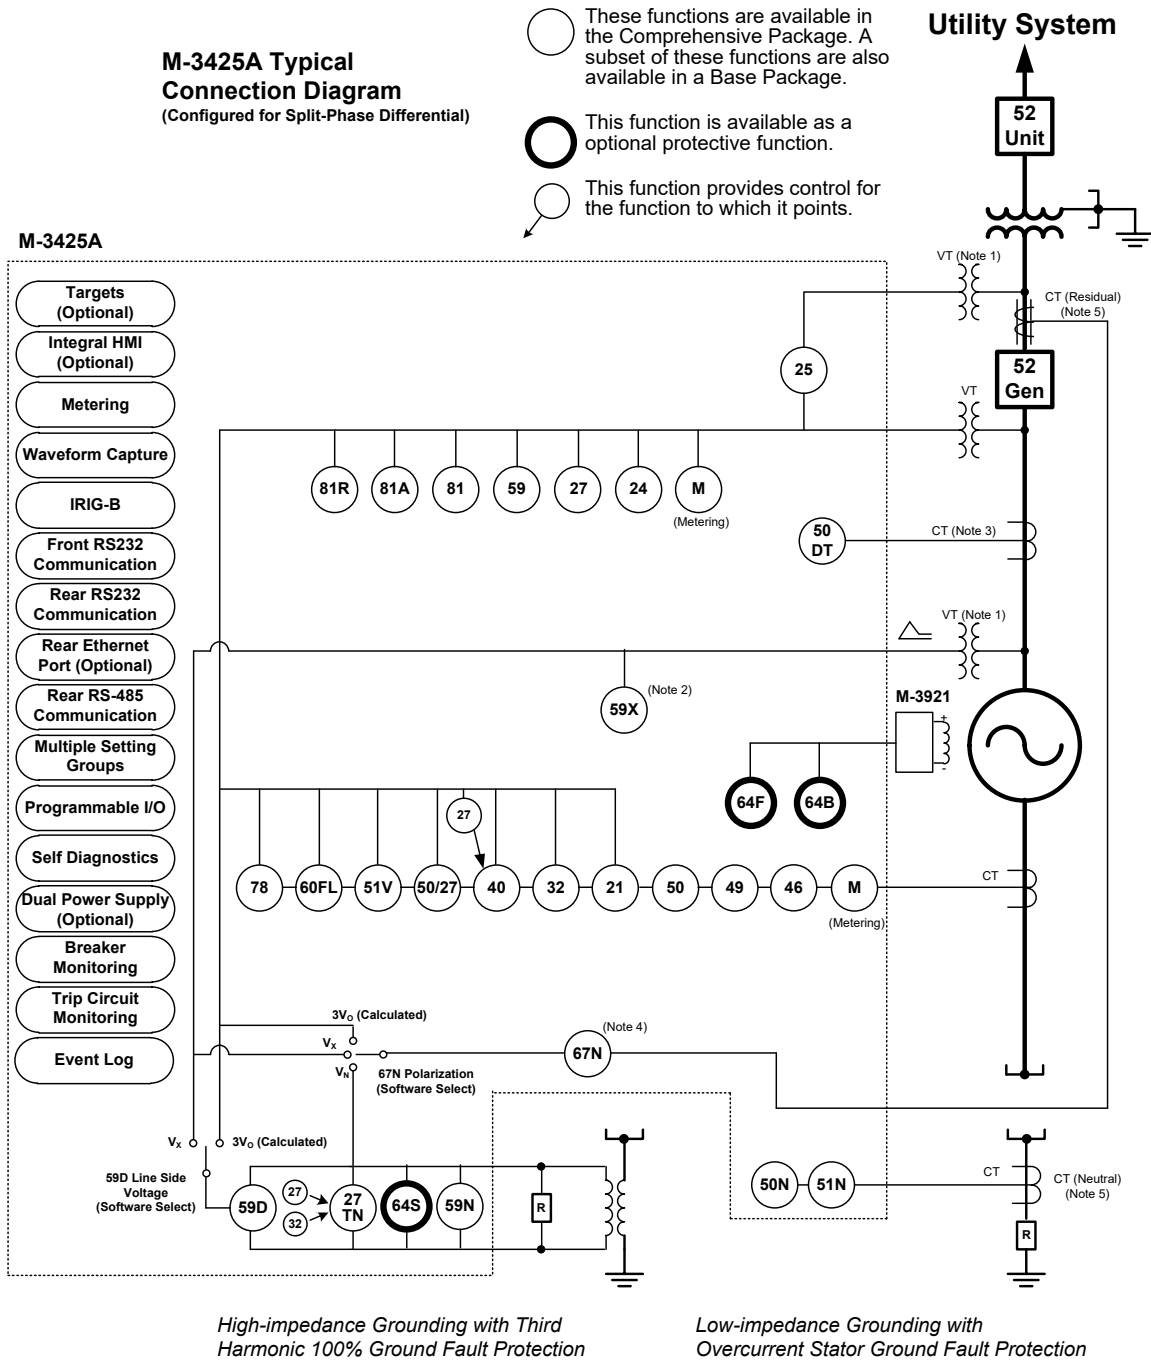 M-3425A Typical
Connection Diagram
(Configured for Split-Phase Differential)
These functions are available in
the Comprehensive Package. A
subset of these functions are also
available in a Base Package.
This function is available as a
optional protective function.
This function provides control for
the function to which it points.
Utility System
52
Unit
M-3425A
Targets
(Optional)
Integral HMI
(Optional)
Metering
Waveform Capture
IRIG-B
Front RS232
Communication
Rear RS232
Communication
Rear Ethernet
Port (Optional)
Rear RS-485
Communication
Multiple Setting
Groups
Programmable I/O
Self Diagnostics
Dual Power Supply
(Optional)
Breaker
Monitoring
Trip Circuit
Monitoring
Event Log
VT (Note 1)
CT (Residual)
(Note 5)
25
52
Gen
VT
81R
81A
81
59
27
24
M
(Metering)
50
DT
CT (Note 3)
VT (Note 1)
59X
(Note 2)
M-3921
+
-
64F
64B
27
78
60FL
51V
50/27
40
32
21
50
49
46
M
(Metering)
CT
3VO (Calculated)
VX
VN
67N Polarization
(Software Select)
67N
(Note 4)
VX
3VO (Calculated)
59D Line Side
Voltage
(Software Select)
59D
27
32
27
TN
64S
59N
R
50N
51N
CT
CT (Neutral)
(Note 5)
R
High-impedance Grounding with Third
Harmonic 100% Ground Fault Protection
Low-impedance Grounding with
Overcurrent Stator Ground Fault Protection